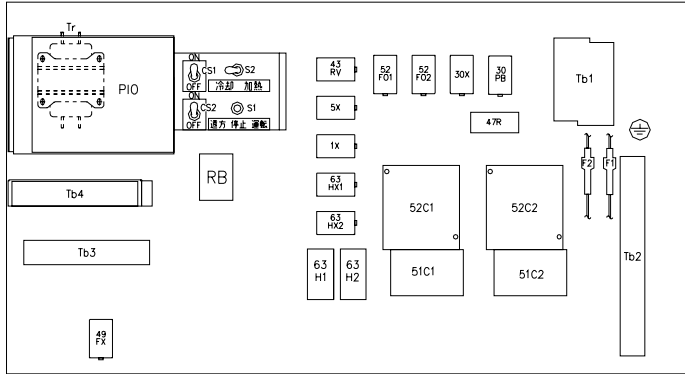 Tr
PIO
ON
CS1
S2
OFF
冷却 加熱
ON
CS2
S1
OFF
遠方 停止 運転
43
RV
52
FO1
52
FO2
30X
30
PB
Tb1
5X
47R
1X
RB
F2
F1
Tb4
63
HX1
52C1
52C2
63
HX2
Tb3
63
H1
63
H2
51C1
51C2
Tb2
49
FX